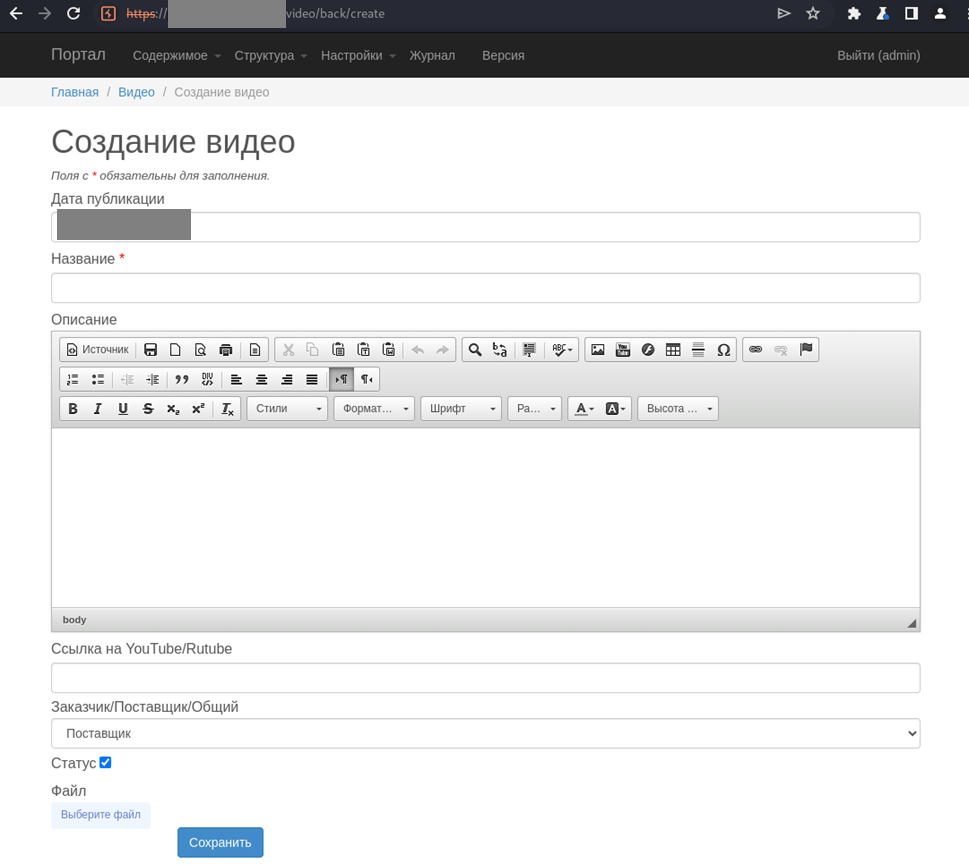 https:// video/back/create
Портал Содержимое Структура Настройки Журнал Версия Выйти (admin)
Главная / Видео / Создание видео
Создание видео
Поля с * обязательны для заполнения.
Дата публикации
Название *
Описание
Источник
Стили Формат... Шрифт Ра... Высота ...
body
Ссылка на YouTube/Rutube
Заказчик/Поставщик/Общий
Поставщик
Статус
Файл
Выберите файл
Сохранить